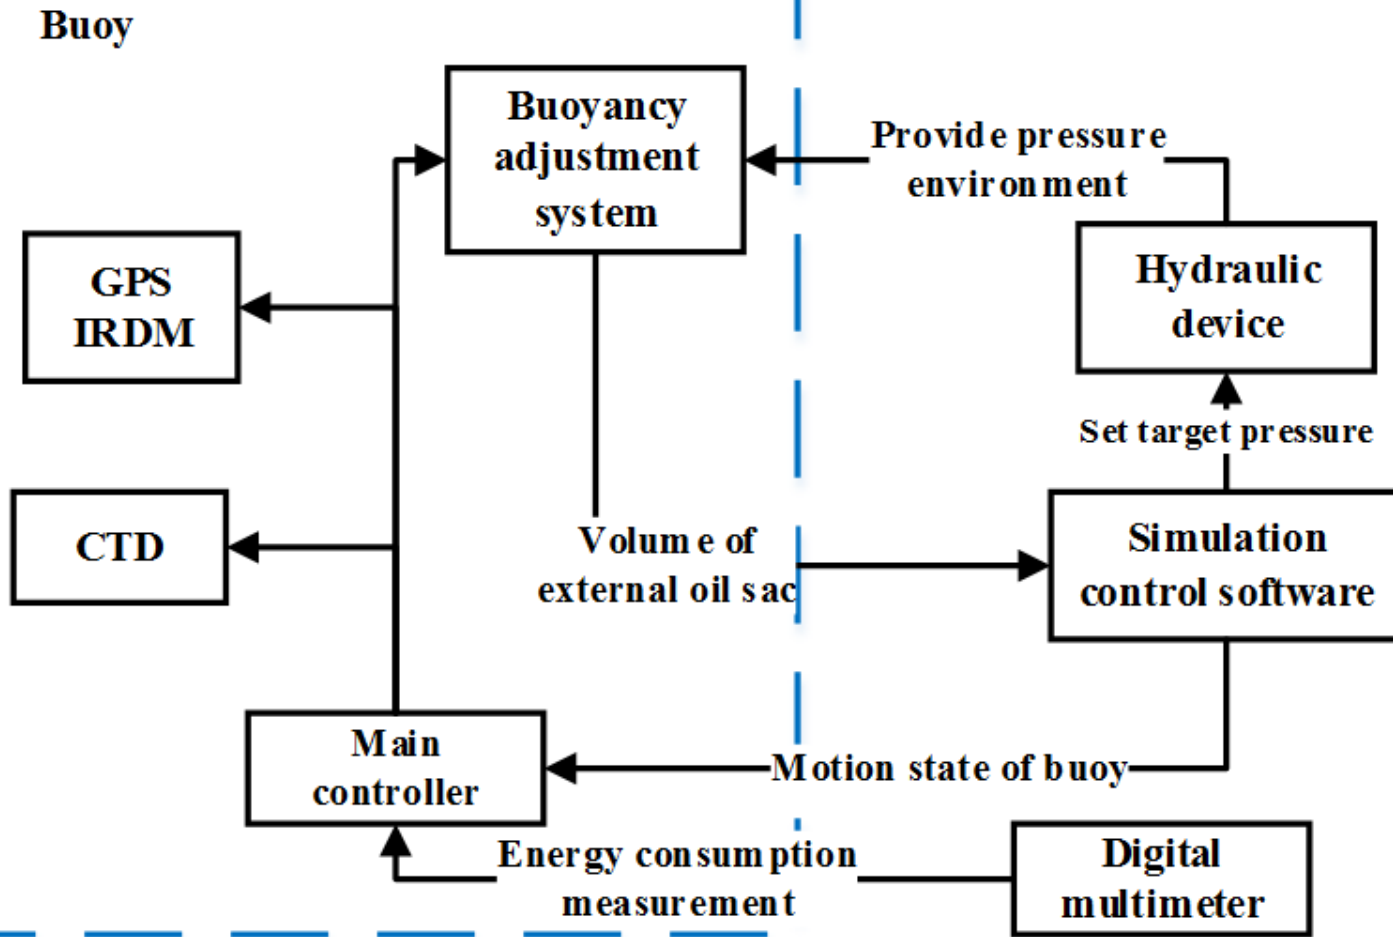 Buoy
Buoyancy
adjustment
system
Provide pressure
environment
GPS
IRDM
Hydraulic
device
Set target pressure
CTD
Volume of
external oil sac
Simulation
control software
Main
controller
Motion state of buoy
Energy consumption
measurement
Digital
multimeter